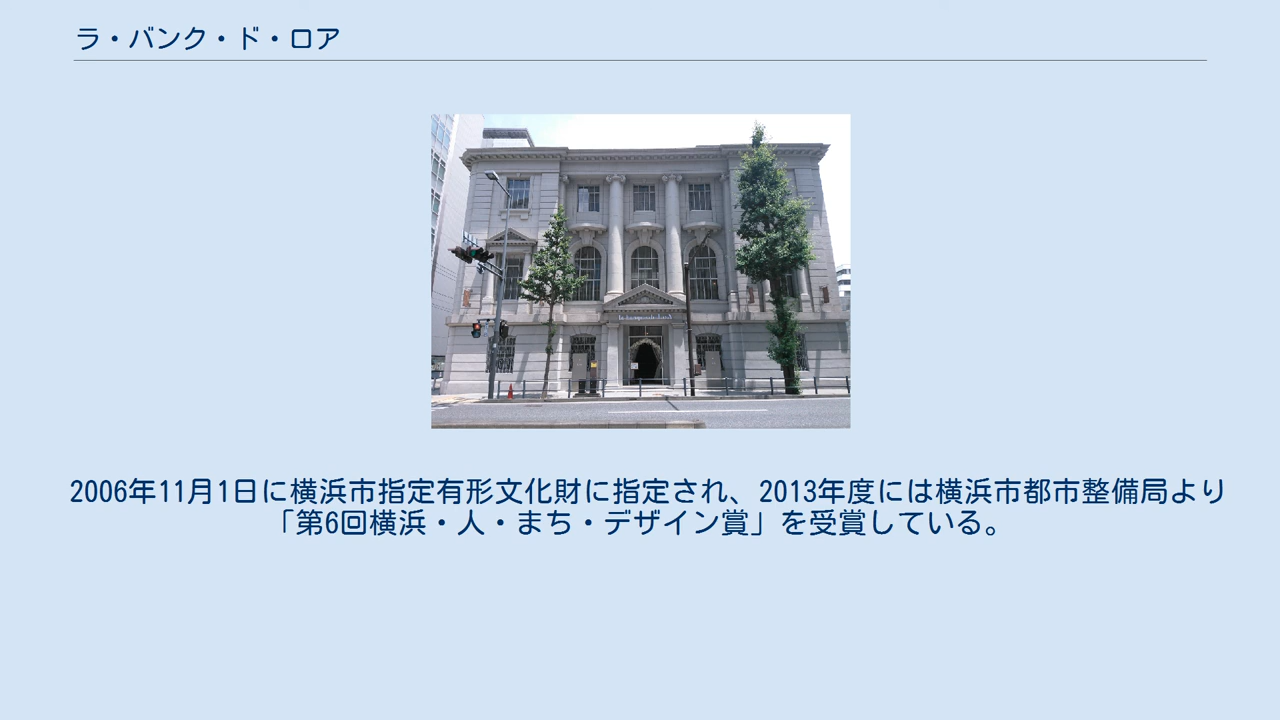 ラ・バンク・ド・ロア
2006年11月1日に横浜市指定有形文化財に指定され、2013年度には横浜市都市整備局より
「第6回横浜・人・まち・デザイン賞」を受賞している。